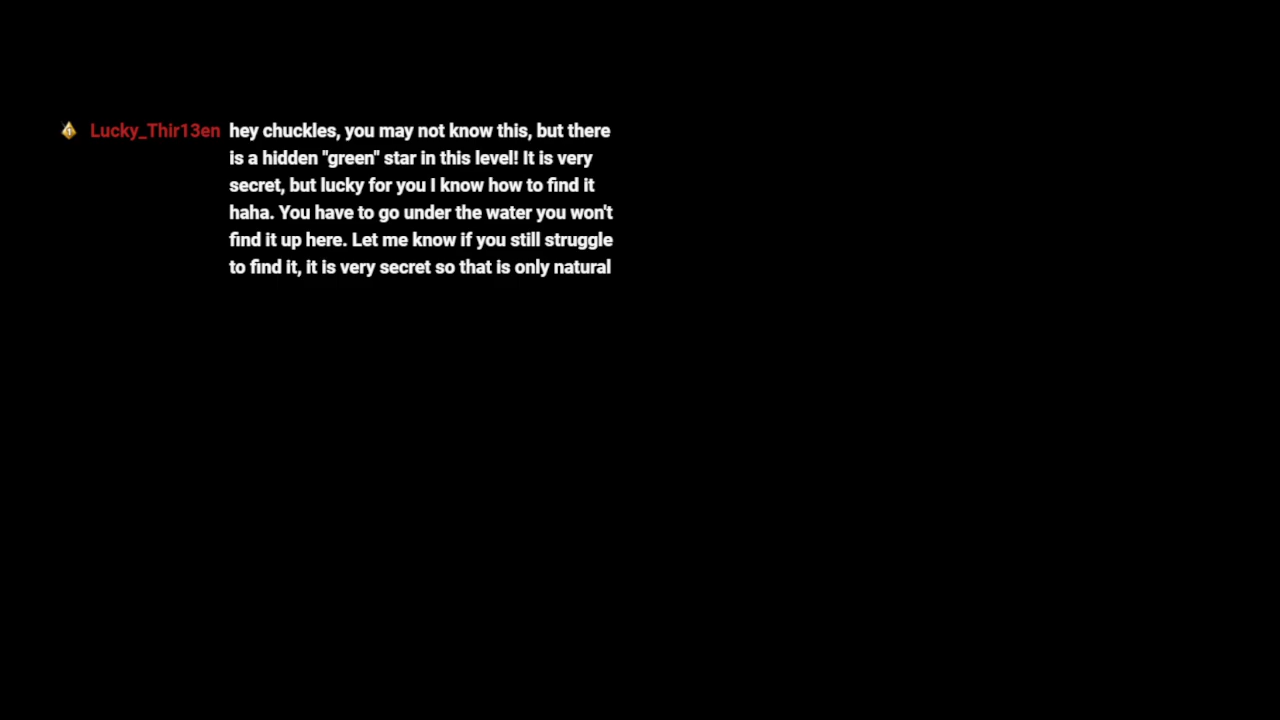 Lucky_Thir13en hey chuckles, you may not know this, but there
is a hidden "green" star in this level! It is very
secret, but lucky for you I know how to find it
haha. You have to go under the water you won't
find it up here. Let me know if you still struggle
to find it, it is very secret so that is only natural